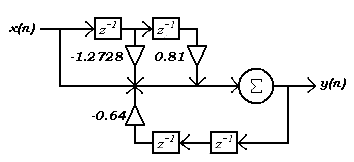 x(n) z⁻¹ z⁻¹
-1.2728 0.81
Σ y(n)
-0.64
z⁻¹ z⁻¹